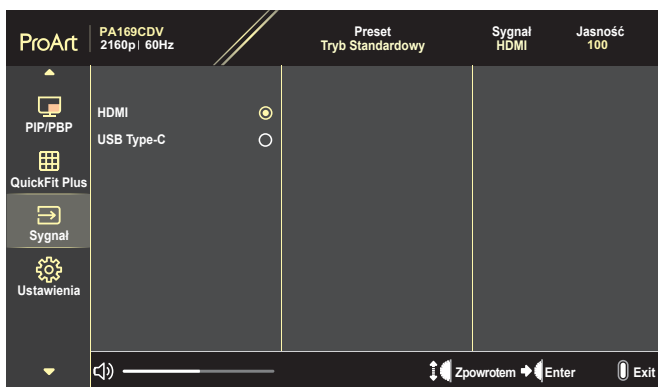 ProArt
PA169CDV
2160p| 60Hz
Preset
Tryb Standardowy
Sygnał
HDMI
Jasność
100
PIP/PBP
QuickFit Plus
Sygnał
Ustawienia
HDMI
USB Type-C
Zpowrotem Enter Exit